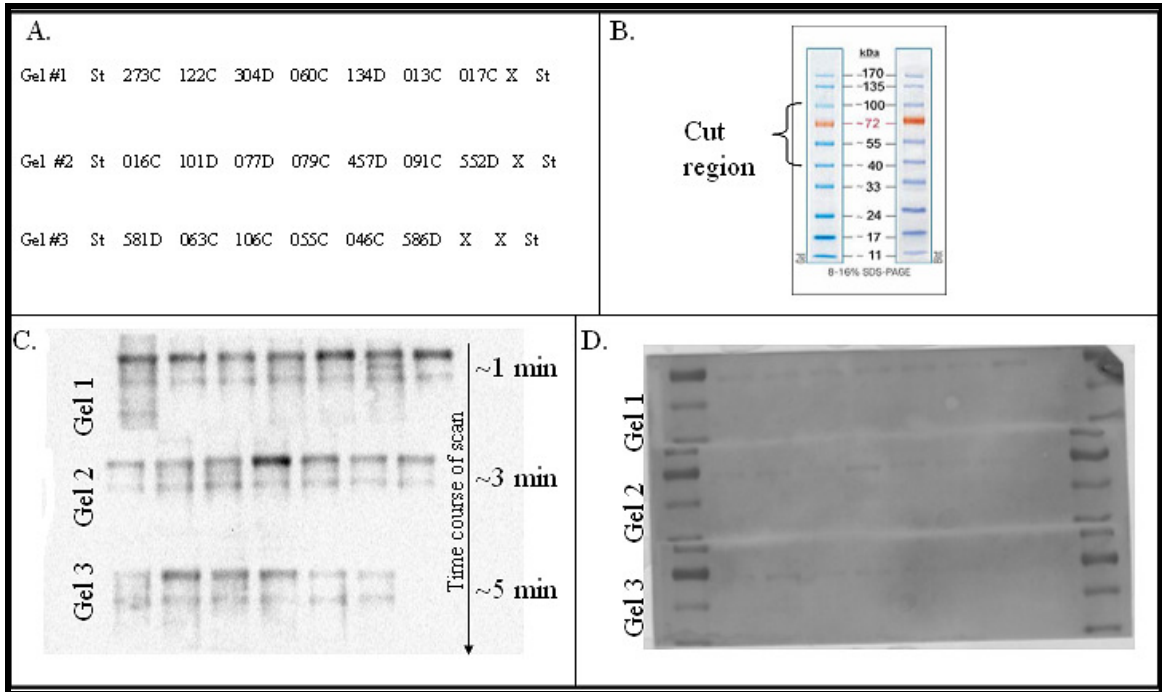 A.
Gel #1 St 273C 122C 304D 060C 134D 013C 017C X St
Gel #2 St 016C 101D 077D 079C 457D 091C 552D X St
Gel #3 St 581D 063C 106C 055C 046C 586D X X St
B.
Cut region
kDa
~170
~135
~100
~72
~55
~40
~33
~24
~17
~11
8-16% SDS-PAGE
C.
Gel 1
Gel 2
Gel 3
~1 min
~3 min
~5 min
Time course of scan
D.
Gel 1
Gel 2
Gel 3